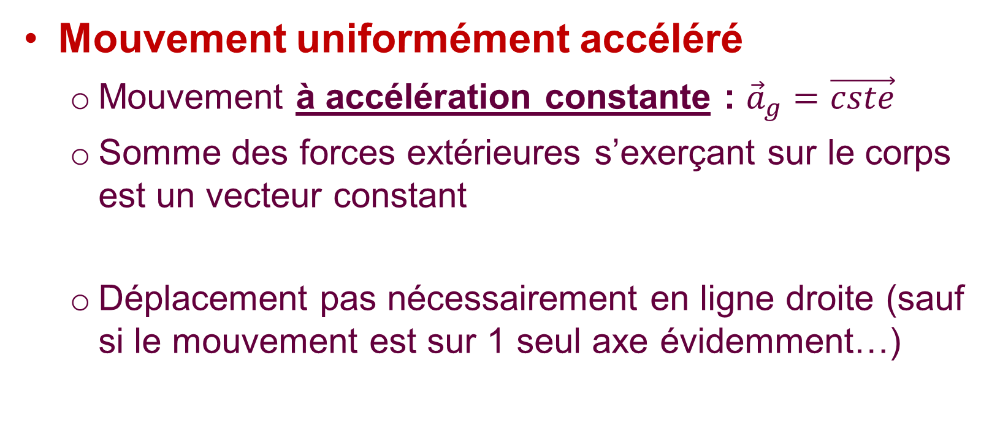 • Mouvement uniformément accéléré
o Mouvement à accélération constante : $\vec{a}_g = \overrightarrow{cste}$
o Somme des forces extérieures s’exerçant sur le corps
est un vecteur constant
o Déplacement pas nécessairement en ligne droite (sauf
si le mouvement est sur 1 seul axe évidemment…)